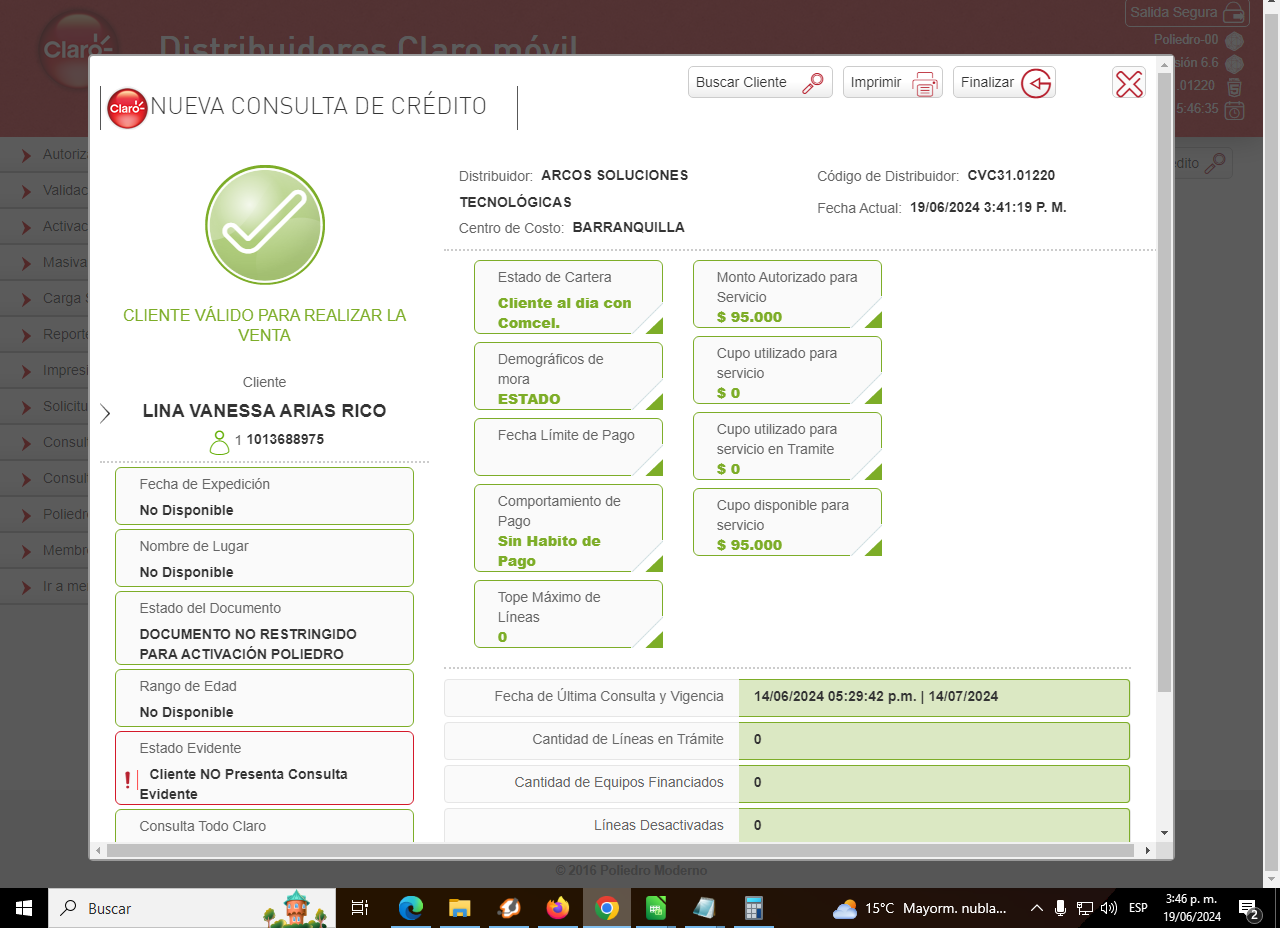 Salida Segura
Claro
Distribuidores Claro móvil
Poliedro-00
sión 6.6
.01220
5:46:35
Buscar Cliente
Imprimir
Finalizar
Claro
NUEVA CONSULTA DE CRÉDITO
Autoriz
Validac
Activac
Masiva
Carga S
Reporte
Impresi
Solicitu
Consul
Consul
Poliedr
Membr
Ir a me
dito
CLIENTE VÁLIDO PARA REALIZAR LA
VENTA
Cliente
LINA VANESSA ARIAS RICO
1 1013688975
Fecha de Expedición
No Disponible
Nombre de Lugar
No Disponible
Estado del Documento
DOCUMENTO NO RESTRINGIDO
PARA ACTIVACIÓN POLIEDRO
Rango de Edad
No Disponible
Estado Evidente
! Cliente NO Presenta Consulta
Evidente
Consulta Todo Claro
Distribuidor: ARCOS SOLUCIONES
TECNOLÓGICAS
Centro de Costo: BARRANQUILLA
Código de Distribuidor: CVC31.01220
Fecha Actual: 19/06/2024 3:41:19 P. M.
Estado de Cartera
Cliente al dia con
Comcel.
Demográficos de
mora
ESTADO
Fecha Límite de Pago
Comportamiento de
Pago
Sin Habito de
Pago
Tope Máximo de
Líneas
0
Monto Autorizado para
Servicio
$ 95.000
Cupo utilizado para
servicio
$ 0
Cupo utilizado para
servicio en Tramite
$ 0
Cupo disponible para
servicio
$ 95.000
Fecha de Última Consulta y Vigencia 14/06/2024 05:29:42 p.m. | 14/07/2024
Cantidad de Líneas en Trámite 0
Cantidad de Equipos Financiados 0
Líneas Desactivadas 0
© 2016 Poliedro Moderno
Buscar
15°C Mayorm. nubla...
ESP
3:46 p. m.
19/06/2024
2